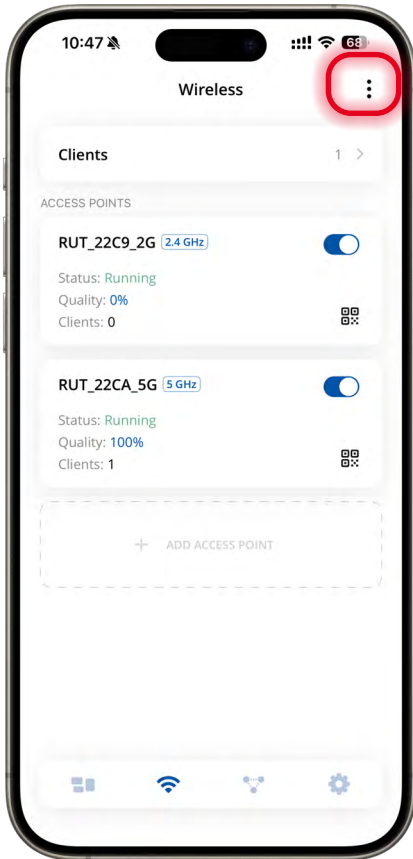 10:47 68
Wireless
Clients 1
ACCESS POINTS
RUT_22C9_2G 2.4 GHz
Status: Running
Quality: 0%
Clients: 0
RUT_22CA_5G 5 GHz
Status: Running
Quality: 100%
Clients: 1
+ ADD ACCESS POINT